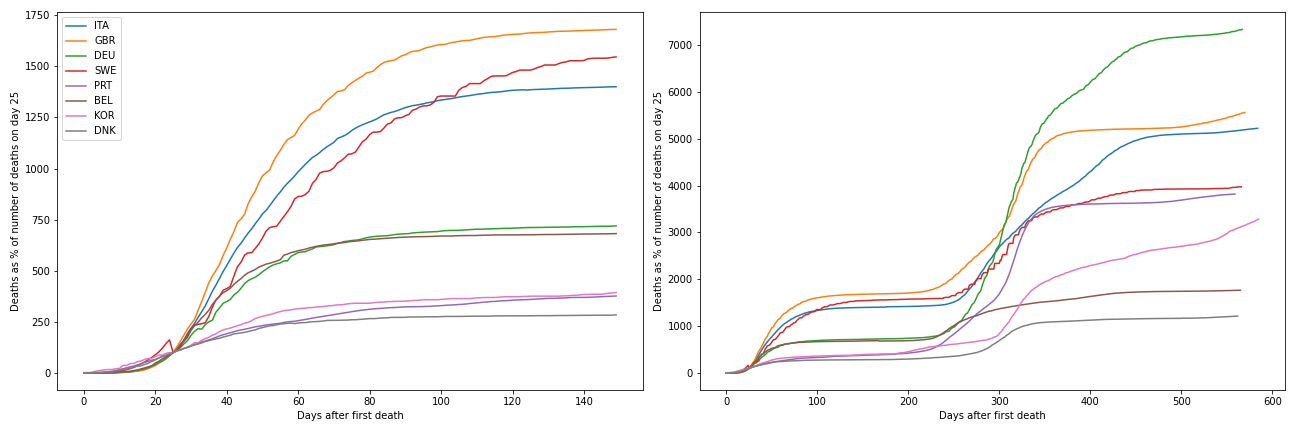 Deaths as % of number of deaths on day 25
1750
1500
1250
1000
750
500
250
0
ITA
GBR
DEU
SWE
PRT
BEL
KOR
DNK
0 20 40 60 80 100 120 140
Days after first death
Deaths as % of number of deaths on day 25
7000
6000
5000
4000
3000
2000
1000
0
0 100 200 300 400 500 600
Days after first death